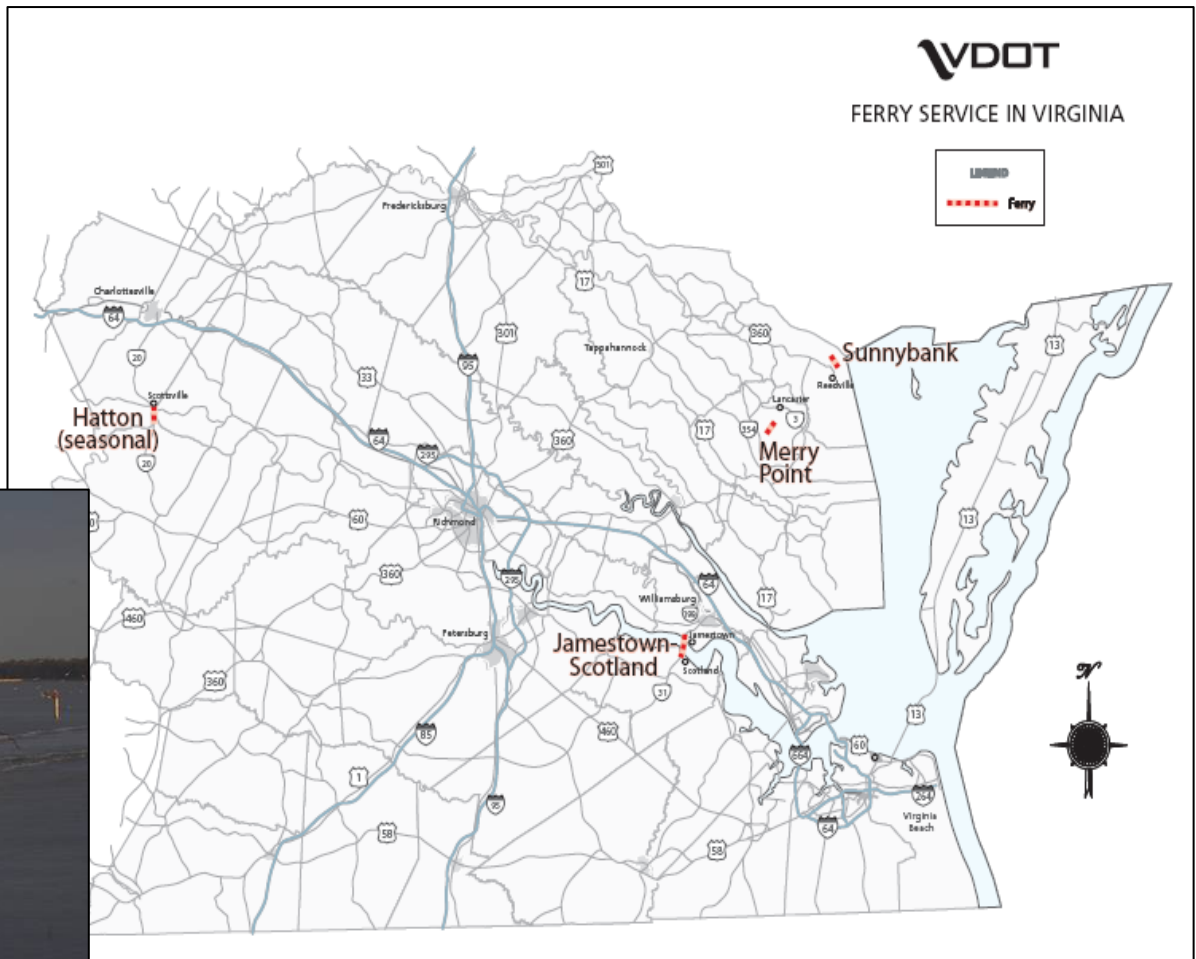 VDOT
FERRY SERVICE IN VIRGINIA
LEGEND
Ferry
301
Fredericksburg
17
Charlottesville
64
20
33
95
301
Tappahannock
360
13
Sunnybank
Reedville
Scottsville
Hatton
(seasonal)
20
64
295
360
17
354
Lancaster
3
Merry
Point
13
60
Richmond
360
295
64
17
460
Williamsburg
199
Petersburg
Jamestown-
Scotland
Jamestown
Scotland
31
360
85
460
13
60
664
1
95
264
58
58
64
Virginia
Beach
N